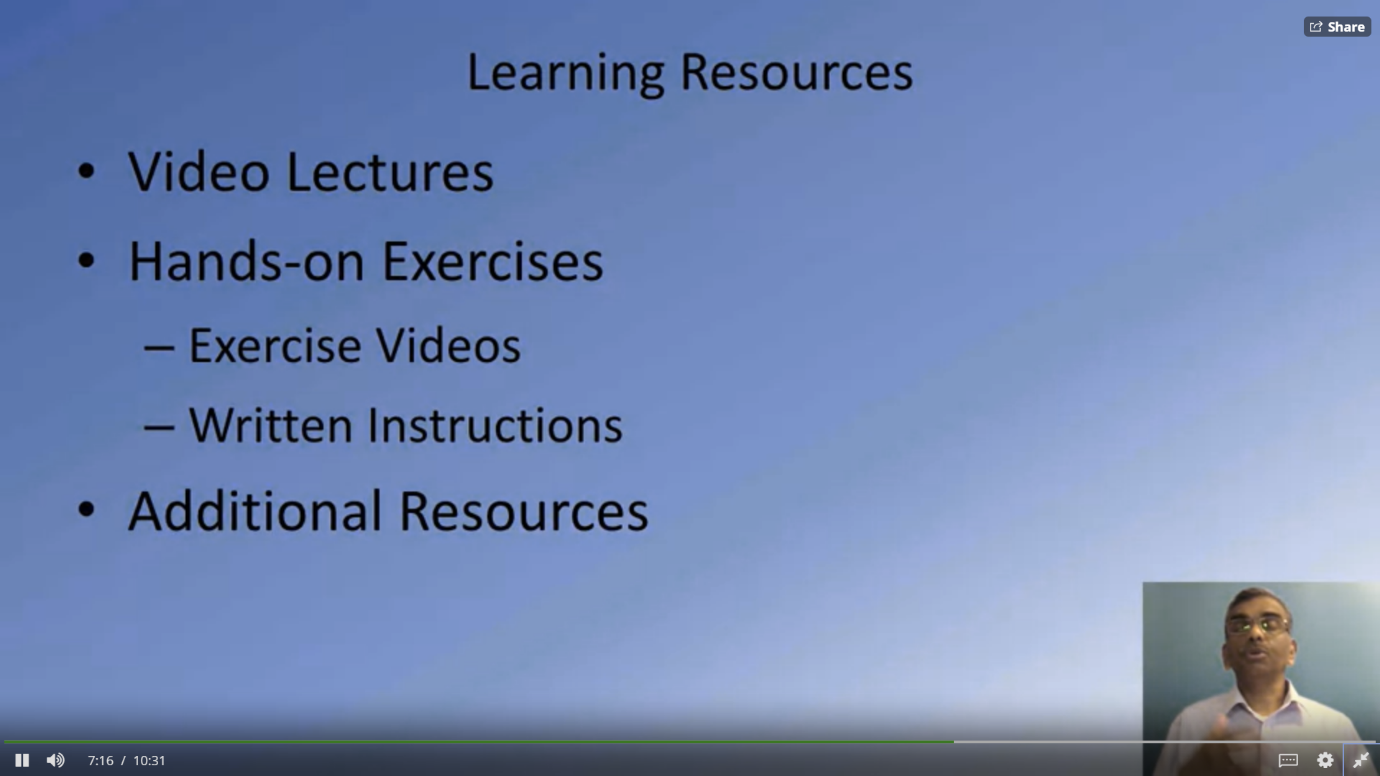 Share
Learning Resources
• Video Lectures
• Hands-on Exercises
– Exercise Videos
– Written Instructions
• Additional Resources
7:16 / 10:31